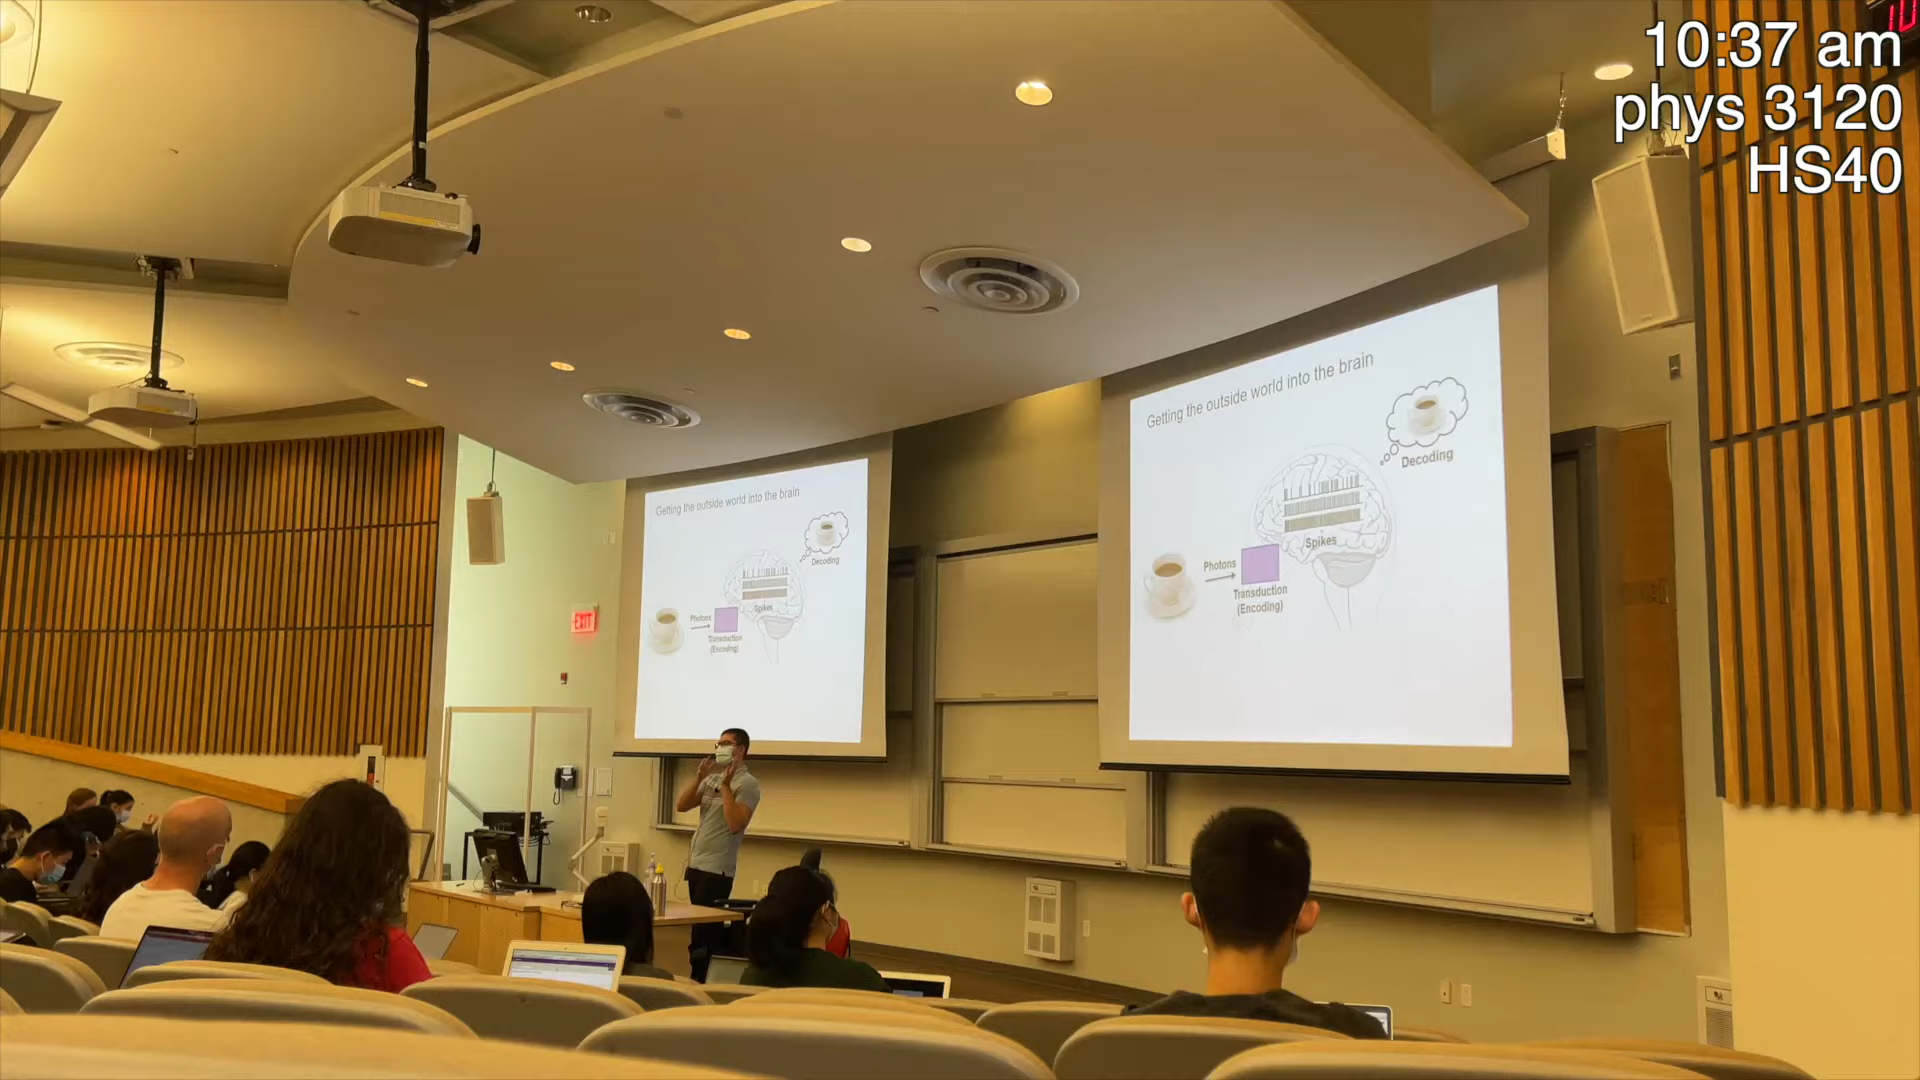 10:37 am
phys 3120
HS40
Getting the outside world into the brain
Decoding
Spikes
Photons
Transduction
(Encoding)
Getting the outside world into the brain
Decoding
Spikes
Photons
Transduction
(Encoding)
EXIT